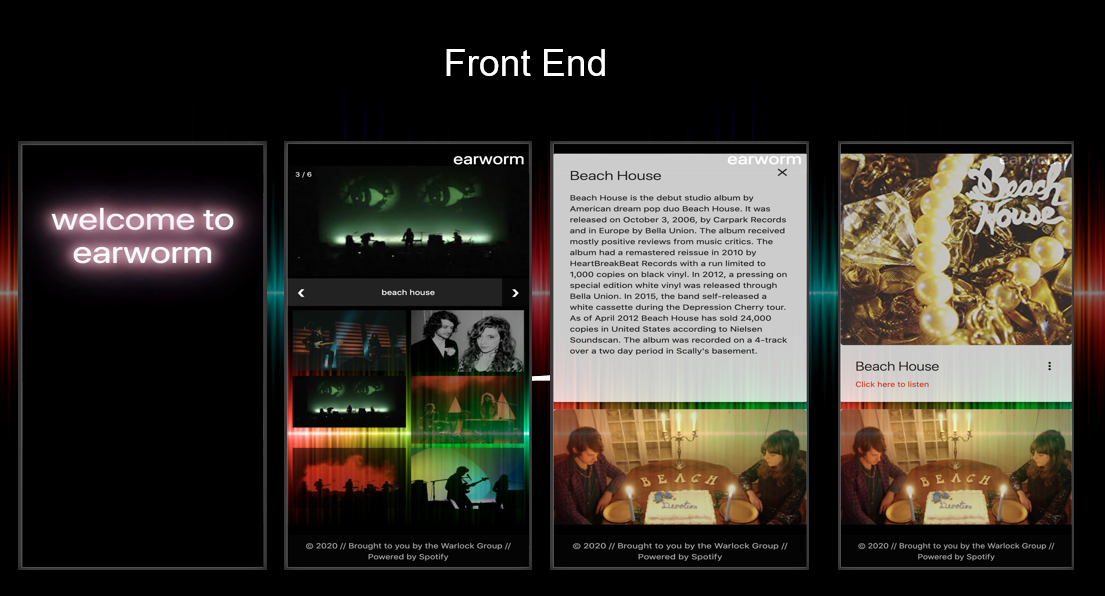 Front End
welcome to
earworm
earworm
3 / 6
beach house
© 2020 // Brought to you by the Warlock Group //
Powered by Spotify
earworm
Beach House
Beach House is the debut studio album by
American dream pop duo Beach House. It was
released on October 3, 2006, by Carpark Records
and in Europe by Bella Union. The album received
mostly positive reviews from music critics. The
album had a remastered reissue in 2010 by
HeartBreakBeat Records with a run limited to
1,000 copies on black vinyl. In 2012, a pressing on
special edition white vinyl was released through
Bella Union. In 2015, the band self-released a
white cassette during the Depression Cherry tour.
As of April 2012 Beach House has sold 24,000
copies in United States according to Nielsen
Soundscan. The album was recorded on a 4-track
over a two day period in Scally's basement.
BEACH
Devotion
© 2020 // Brought to you by the Warlock Group //
Powered by Spotify
earworm
Beach
House
Beach House
Click here to listen
BEACH
Devotion
© 2020 // Brought to you by the Warlock Group //
Powered by Spotify